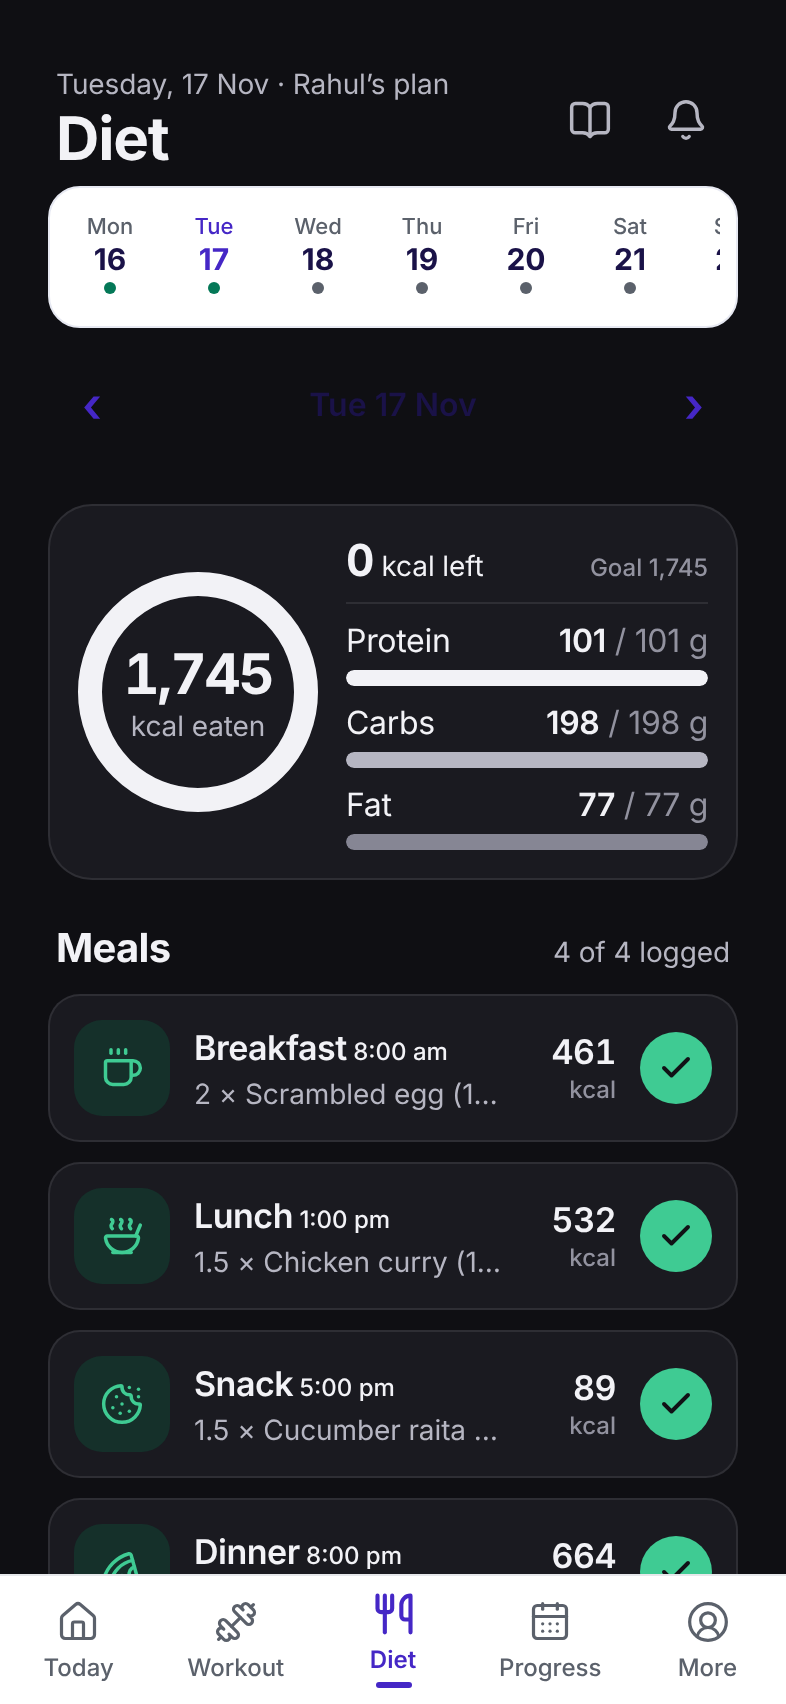 Tuesday, 17 Nov · Rahul’s plan
Diet
Mon Tue Wed Thu Fri Sat
16 17 18 19 20 21
‹ Tue 17 Nov ›
0 kcal left Goal 1,745
1,745
kcal eaten
Protein 101 / 101 g
Carbs 198 / 198 g
Fat 77 / 77 g
Meals 4 of 4 logged
Breakfast 8:00 am 461
2 × Scrambled egg (1... kcal
Lunch 1:00 pm 532
1.5 × Chicken curry (1... kcal
Snack 5:00 pm 89
1.5 × Cucumber raita ... kcal
Dinner 8:00 pm 664
Today Workout Diet Progress More